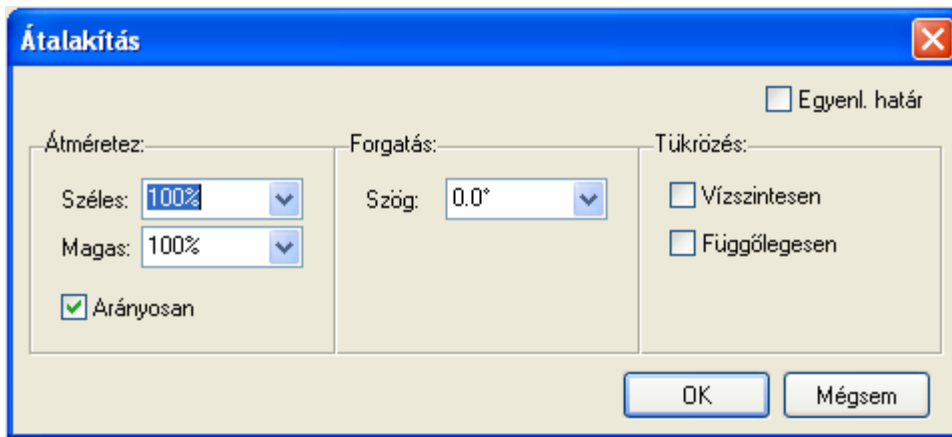 Átalakítás
Egyenl. határ
Átméretez:
Széles: 100%
Magas: 100%
Arányosan
Forgatás:
Szög: 0.0°
Tükrözés:
Vízszintesen
Függőlegesen
OK
Mégsem